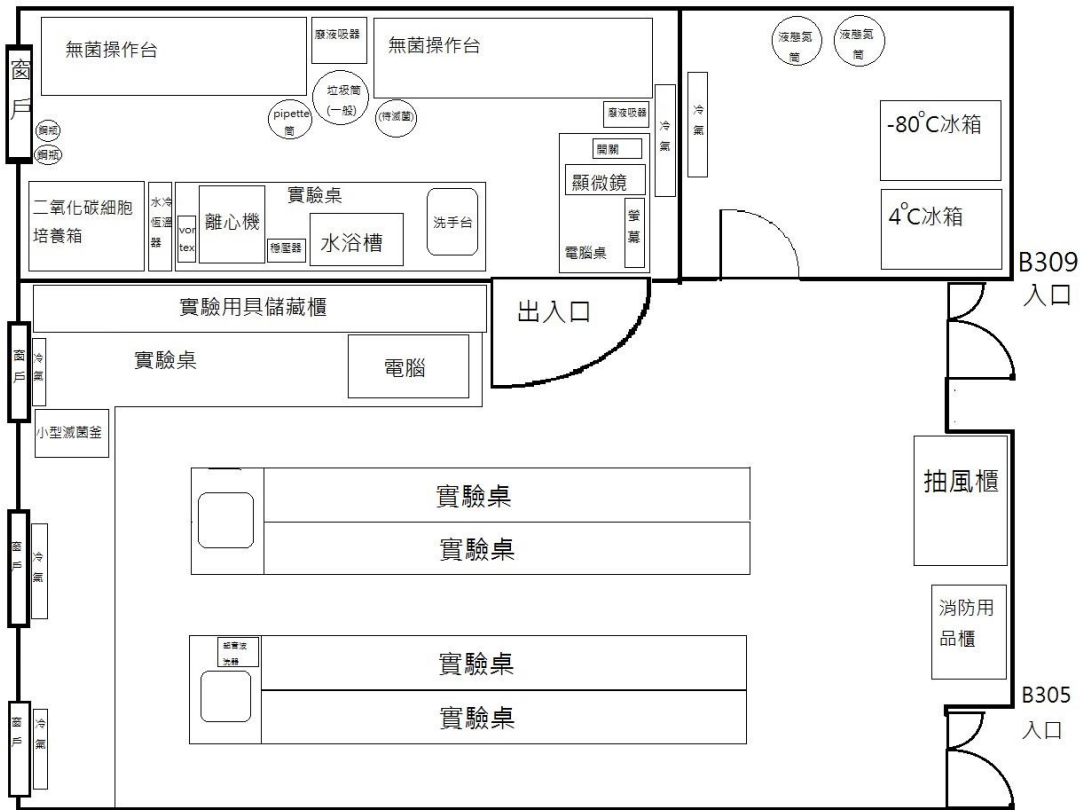 無菌操作台
廢液吸器
無菌操作台
液態氮
筒
液態氮
筒
窗戶
垃圾筒
(一般)
pipette
筒
(待滅菌)
廢液吸器
冷氣
冷氣
-80°C冰箱
鋼瓶
鋼瓶
開關
顯微鏡
螢幕
電腦桌
二氧化碳細胞
培養箱
水冷
恆溫
器
實驗桌
vor
tex
離心機
穩壓器
水浴槽
洗手台
4°C冰箱
B309
入口
實驗用具儲藏櫃
出入口
窗戶
冷氣
實驗桌
電腦
小型滅菌釜
實驗桌
實驗桌
抽風櫃
窗戶
冷氣
消防用
品櫃
超音波
洗器
實驗桌
實驗桌
窗戶
冷氣
B305
入口